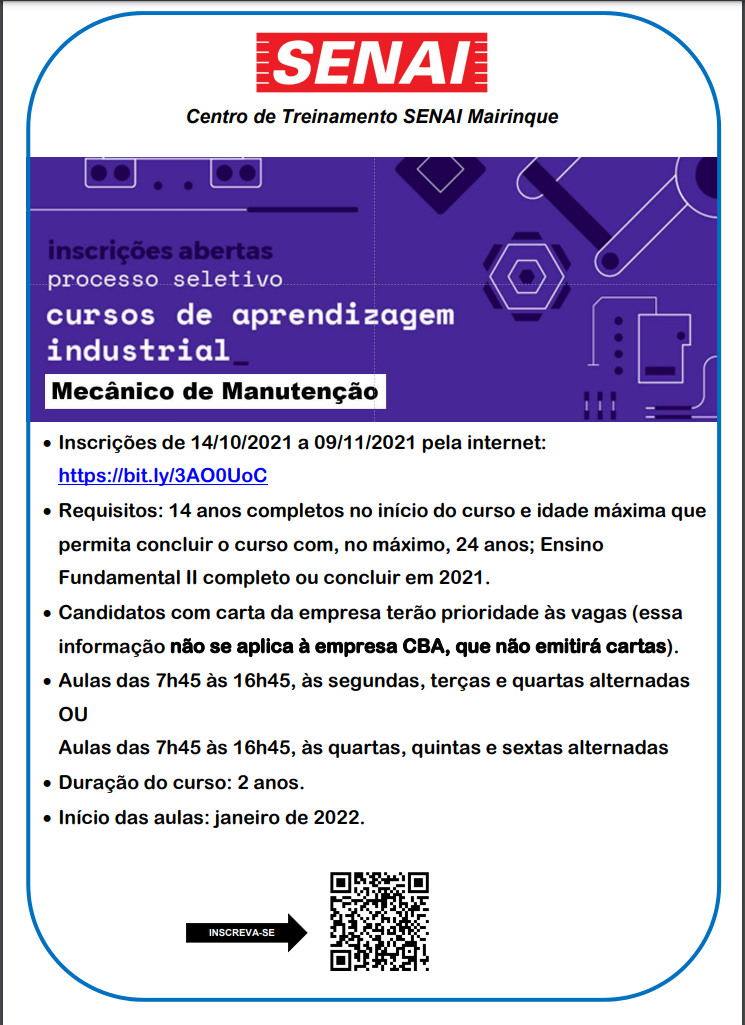 SENAI
Centro de Treinamento SENAI Mairinque
inscrições abertas
processo seletivo
cursos de aprendizagem
industrial_
Mecânico de Manutenção
• Inscrições de 14/10/2021 a 09/11/2021 pela internet:
https://bit.ly/3AO0UoC
• Requisitos: 14 anos completos no início do curso e idade máxima que
permita concluir o curso com, no máximo, 24 anos; Ensino
Fundamental II completo ou concluir em 2021.
• Candidatos com carta da empresa terão prioridade às vagas (essa
informação não se aplica à empresa CBA, que não emitirá cartas).
• Aulas das 7h45 às 16h45, às segundas, terças e quartas alternadas
OU
Aulas das 7h45 às 16h45, às quartas, quintas e sextas alternadas
• Duração do curso: 2 anos.
• Início das aulas: janeiro de 2022.
INSCREVA-SE